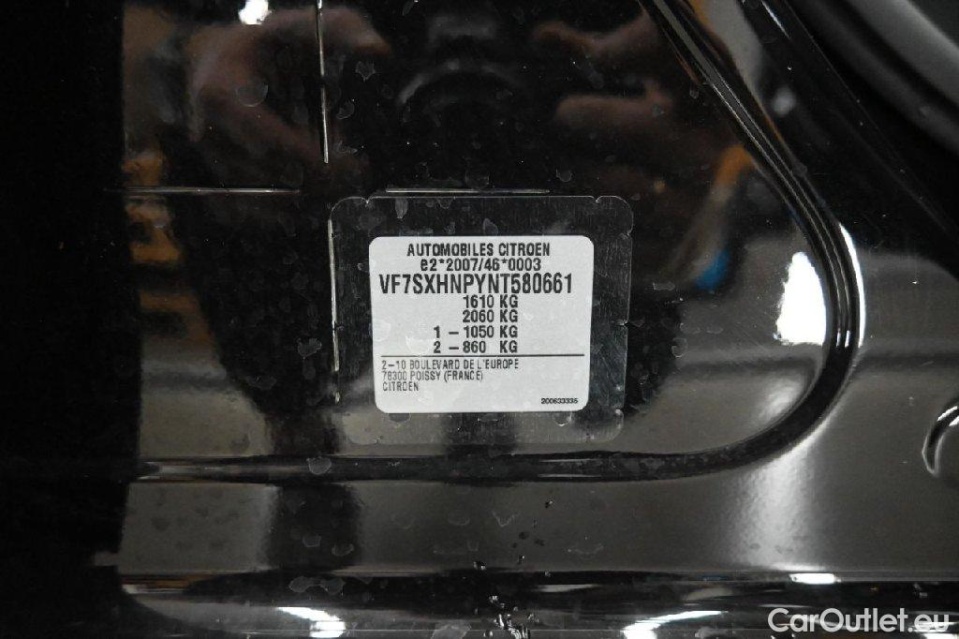 AUTOMOBILES CITROEN
e2*2007/46*0003
VF7SXHNPYNT580661
1610 KG
2060 KG
1 – 1050 KG
2 – 860 KG
2–10 BOULEVARD DE L'EUROPE
78300 POISSY (FRANCE)
CITROEN
200633335
CarOutlet.eu